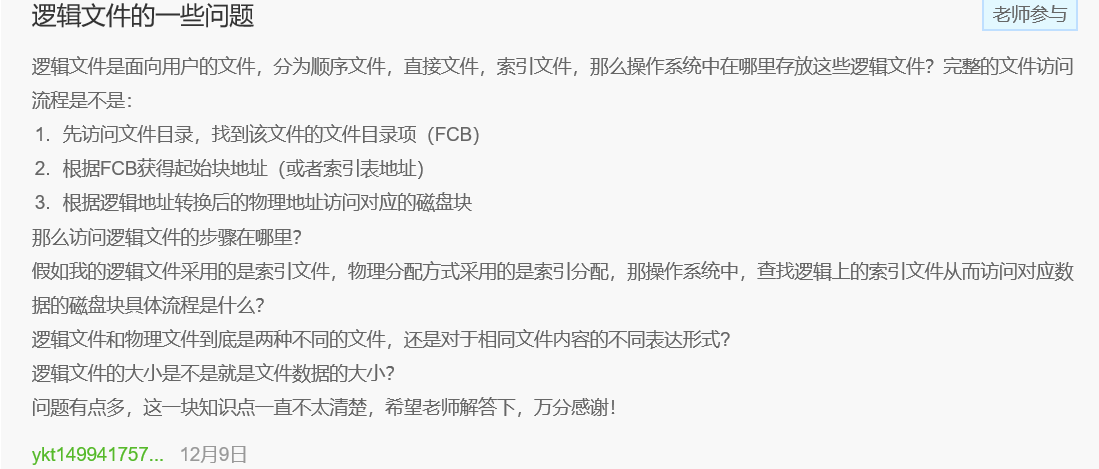 逻辑文件的一些问题
老师参与
逻辑文件是面向用户的文件，分为顺序文件，直接文件，索引文件，那么操作系统中在哪里存放这些逻辑文件？完整的文件访问
流程是不是：
1. 先访问文件目录，找到该文件的文件目录项（FCB）
2. 根据FCB获得起始块地址（或者索引表地址）
3. 根据逻辑地址转换后的物理地址访问对应的磁盘块
那么访问逻辑文件的步骤在哪里？
假如我的逻辑文件采用的是索引文件，物理分配方式采用的是索引分配，那操作系统中，查找逻辑上的索引文件从而访问对应数
据的磁盘块具体流程是什么？
逻辑文件和物理文件到底是两种不同的文件，还是对于相同文件内容的不同表达形式？
逻辑文件的大小是不是就是文件数据的大小？
问题有点多，这一块知识点一直不太清楚，希望老师解答下，万分感谢！
ykt149941757... 12月9日